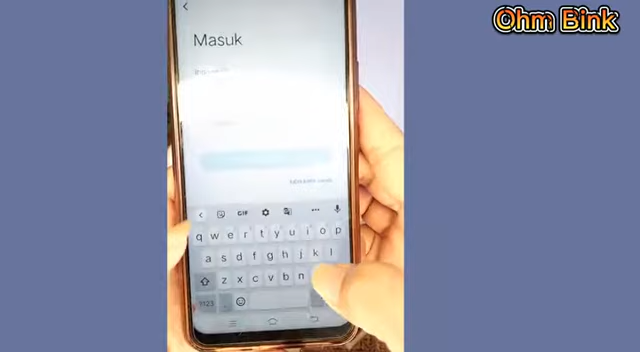 Ohm Bink
Masuk
GIF
q w e r t y u i o p
a s d f g h j k l
z x c v b n
?123